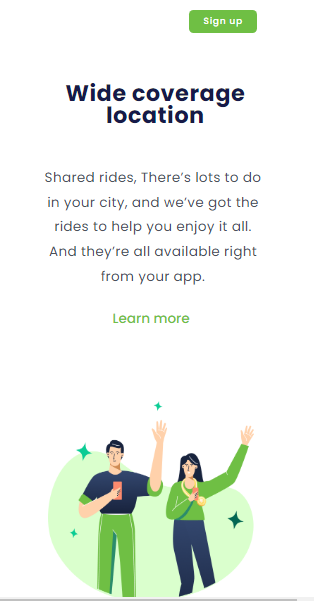 Sign up
Wide coverage
location
Shared rides, There's lots to do
in your city, and we've got the
rides to help you enjoy it all.
And they're all available right
from your app.
Learn more